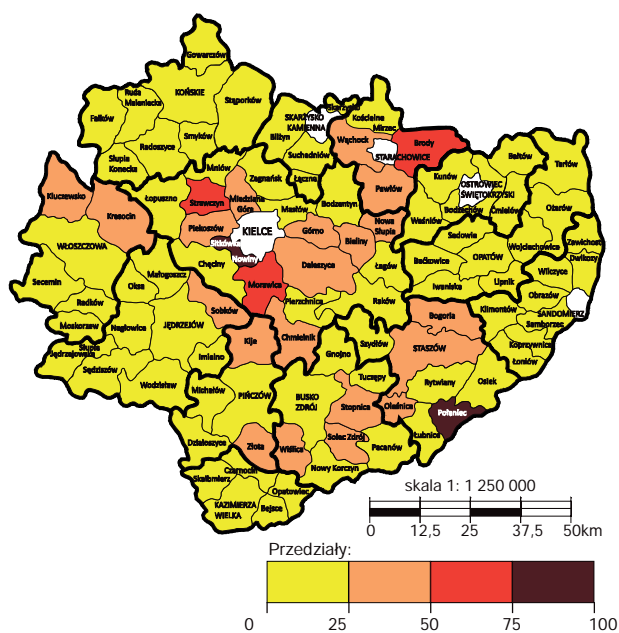 Gowarczów
Ruda
Maleniecka
KOŃSKIE
Stąporków
Fałków
Radoszyce
Smyków
Słupia
Konecka
SKARŻYSKO
KAMIENNA
Skarżysko
Kościelne
Mirzec
Bliżyn
Suchedniów
Wąchock
STARACHOWICE
Brody
Łączna
Mniów
Zagnańsk
Bodzentyn
Pawłów
Kunów
Bałtów
Tarłów
OSTROWIEC
ŚWIĘTOKRZYSKI
Bodzechów
Ćmielów
Ożarów
Waśniów
Sadowie
Wojciechowice
Zawichost
Dwikozy
Kluczewsko
Krasocin
Łopuszno
Strawczyn
Miedziana
Góra
Masłów
Piekoszów
KIELCE
Sitkówka
Nowiny
Górno
Bieliny
Nowa
Słupia
Chęciny
Daleszyce
Łagów
Baćkowice
OPATÓW
Iwaniska
Lipnik
Wilczyce
Obrazów
SANDOMIERZ
Samborzec
Klimontów
Koprzywnica
Łoniów
WŁOSZCZOWA
Secemin
Radków
Moskorzew
Małogoszcz
Oksa
Nagłowice
JĘDRZEJÓW
Słupia
Jędrzejowska
Sędziszów
Wodzisław
Imielno
Sobków
Morawica
Pierzchnica
Raków
Bogoria
STASZÓW
Kije
Chmielnik
Gnojno
Szydłów
Tuczępy
Rytwiany
Osiek
Połaniec
Łubnice
Oleśnica
Michałów
PIŃCZÓW
BUSKO
ZDRÓJ
Stopnica
Solec Zdrój
Pacanów
Działoszyce
Złota
Wiślica
Nowy Korczyn
Czarnocin
Skalbmierz
Opatowiec
KAZIMIERZA
WIELKA
Bejsce
skala 1: 1 250 000
0 12,5 25 37,5 50km
Przedziały:
0 25 50 75 100